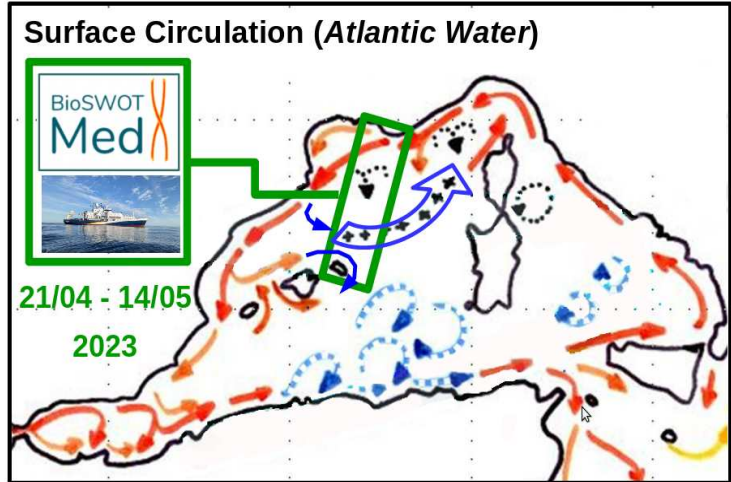 Surface Circulation (Atlantic Water)
BioSWOT
Med
21/04 - 14/05
2023